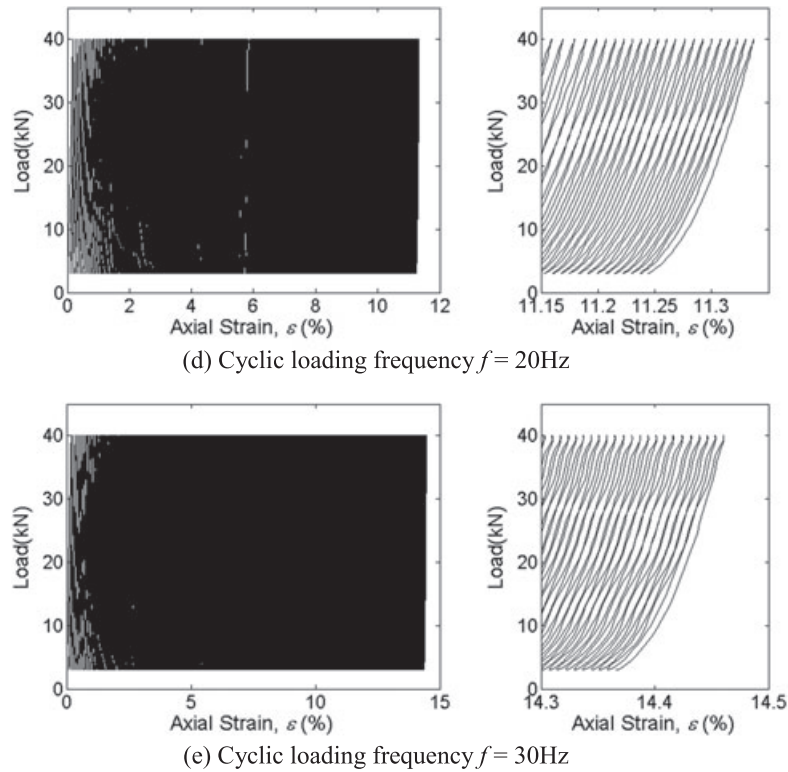 40
30
20
10
0
Load(kN)
0 2 4 6 8 10 12
Axial Strain, ε (%)
40
30
20
10
0
Load(kN)
11.15 11.2 11.25 11.3
Axial Strain, ε (%)
(d) Cyclic loading frequency f = 20Hz
40
30
20
10
0
Load(kN)
0 5 10 15
Axial Strain, ε (%)
40
30
20
10
0
Load(kN)
14.3 14.4 14.5
Axial Strain, ε (%)
(e) Cyclic loading frequency f = 30Hz